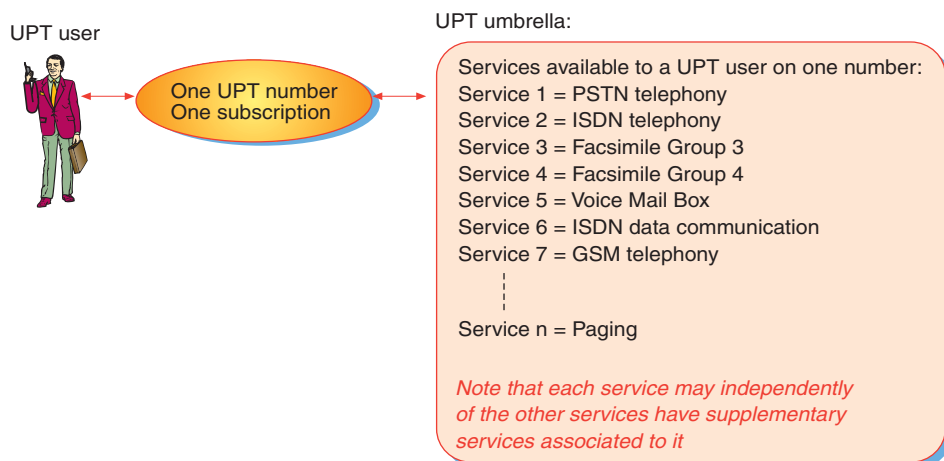 UPT user
One UPT number
One subscription
UPT umbrella:
Services available to a UPT user on one number:
Service 1 = PSTN telephony
Service 2 = ISDN telephony
Service 3 = Facsimile Group 3
Service 4 = Facsimile Group 4
Service 5 = Voice Mail Box
Service 6 = ISDN data communication
Service 7 = GSM telephony
Service n = Paging
Note that each service may independently
of the other services have supplementary
services associated to it